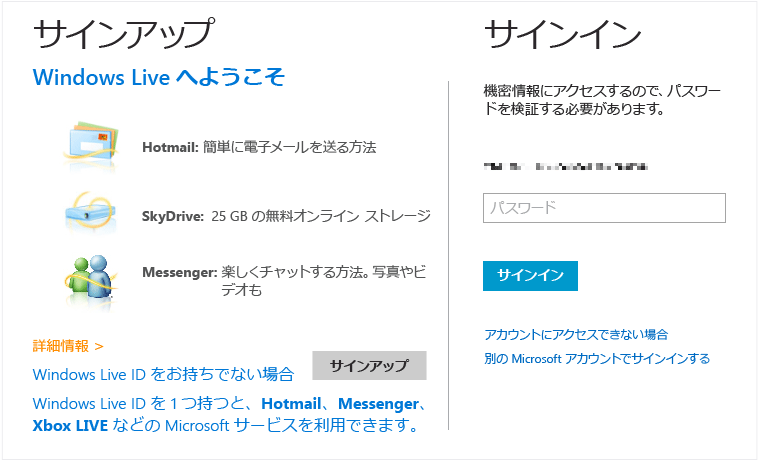 サインアップ
Windows Live へようこそ
Hotmail: 簡単に電子メールを送る方法
SkyDrive: 25 GB の無料オンライン ストレージ
Messenger: 楽しくチャットする方法。写真やビ
デオも
詳細情報 >
Windows Live ID をお持ちでない場合
サインアップ
Windows Live ID を 1 つ持つと、Hotmail、Messenger、
Xbox LIVE などの Microsoft サービスを利用できます。
サインイン
機密情報にアクセスするので、パスワー
ドを検証する必要があります。
パスワード
サインイン
アカウントにアクセスできない場合
別の Microsoft アカウントでサインインする